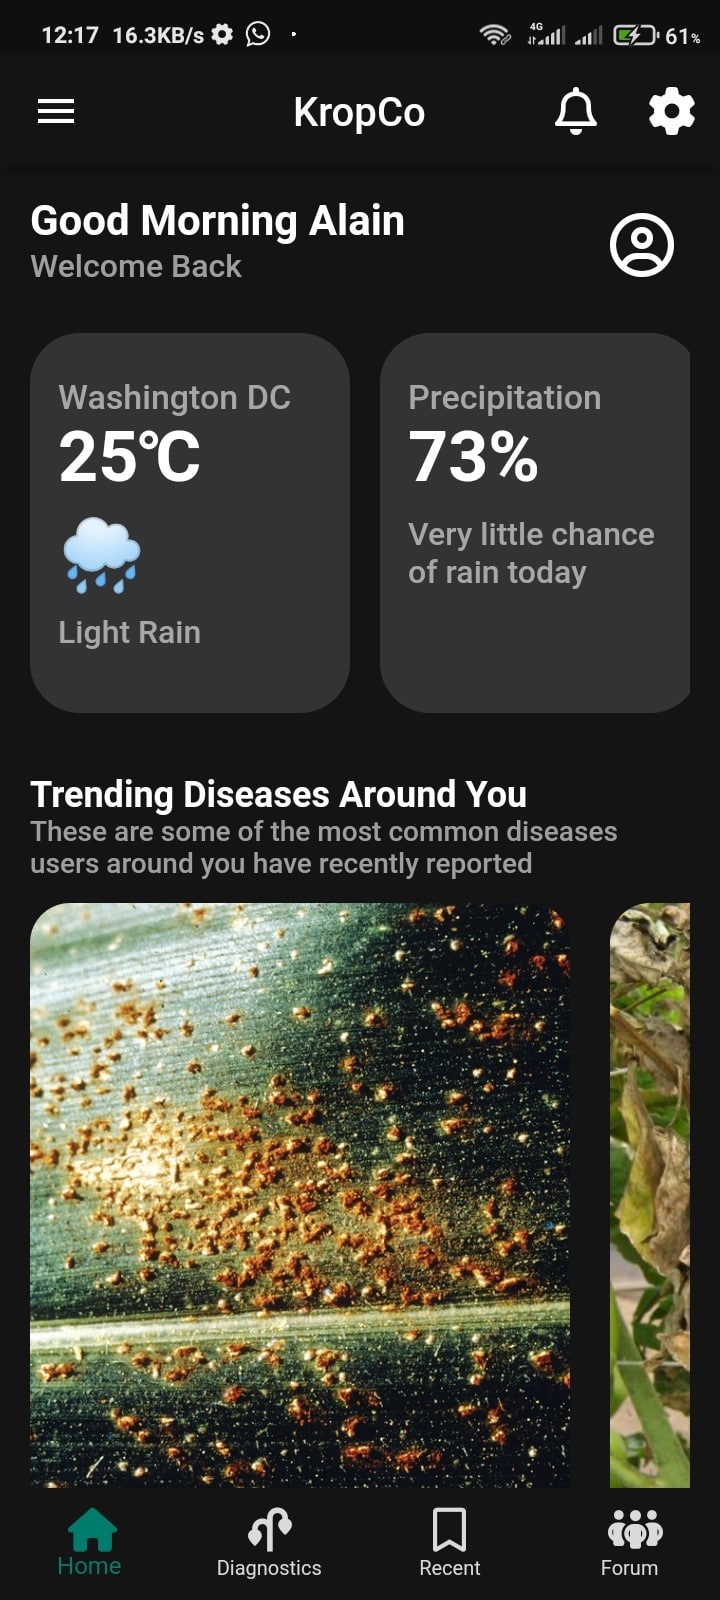 12:17 16.3KB/s
4G
61%
KropCo
Good Morning Alain
Welcome Back
Washington DC
25°C
Light Rain
Precipitation
73%
Very little chance
of rain today
Trending Diseases Around You
These are some of the most common diseases
users around you have recently reported
Home
Diagnostics
Recent
Forum